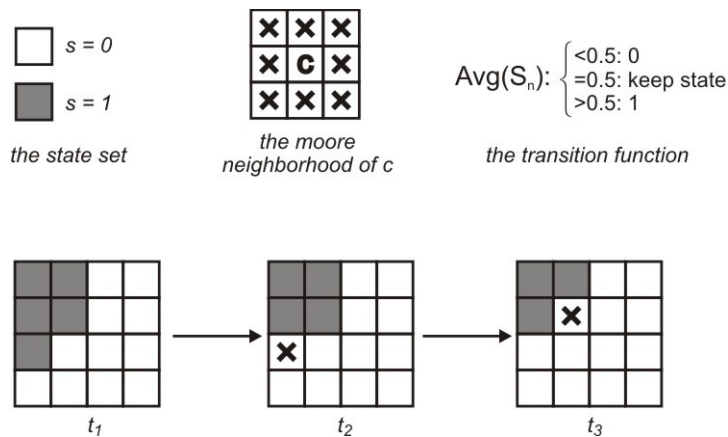 s = 0
s = 1
the state set
C
the moore
neighborhood of c
Avg(Sₙ):
<0.5: 0
=0.5: keep state
>0.5: 1
the transition function
t₁
t₂
t₃